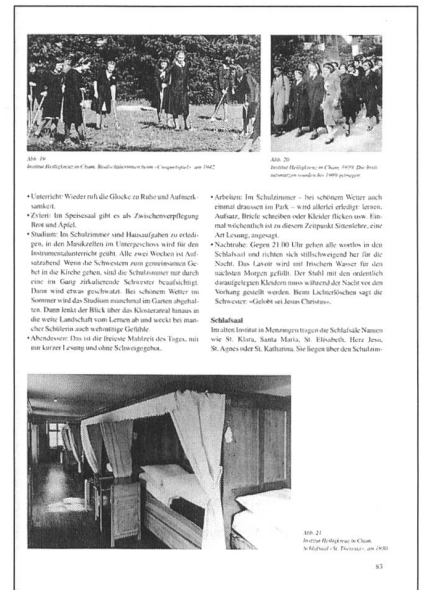 Abb. 19
Institut Heiligkreuz in Cham. Realschülerinnen beim «Croquetspiel», um 1942
Abb. 20
Institut Heiligkreuz in Cham, 1939. Die
wurden bis 1969 getragen
• Unterricht: Wieder ruft die Glocke zu Ruhe und Aufmerk-
samkeit.
• Zvieri: Im Speisesaal gibt es als Zwischenverpflegung
Brot und Äpfel.
• Studium: Im Schulzimmer sind Hausaufgaben zu erledi-
gen, in den Musikzellen im Untergeschoss wird für den
Instrumentalunterricht geübt. Alle zwei Wochen ist Auf-
satzabend. Wenn die Schwestern zum gemeinsamen Ge-
bet in die Kirche gehen, sind die Schulzimmer nur durch
eine im Gang zirkulierende Schwester beaufsichtigt.
Dann wird etwas geschwatzt. Bei schönem Wetter im
Sommer wird das Studium manchmal im Garten abgehal-
ten. Dann lenkt der Blick über das Klosterareal hinaus in
die weite Landschaft vom Lernen ab und weckt bei man-
cher Schülerin auch wehmütige Gefühle.
• Abendessen: Das ist die freieste Mahlzeit des Tages, mit
nur kurzer Lesung und ohne Schweigegebot.
• Arbeiten: Im Schulzimmer – bei schönem Wetter auch
einmal draussen im Park – wird allerlei erledigt: lernen,
Aufsatz, Briefe schreiben oder Kleider flicken usw. Ein-
mal wöchentlich ist zu diesem Zeitpunkt Sittenlehre, eine
Art Lesung, angesagt.
• Nachtruhe: Gegen 21.00 Uhr gehen alle wortlos in den
Schlafsaal und richten sich stillschweigend her für die
Nacht. Das Lavoir wird mit frischem Wasser für den
nächsten Morgen gefüllt. Der Stuhl mit den ordentlich
daraufgelegten Kleidern muss während der Nacht vor den
Vorhang gestellt werden. Beim Lichterlöschen sagt die
Schwester: «Gelobt sei Jesus Christus».
Schlafsaal
Im alten Institut in Menzingen tragen die Schlafsäle Namen
wie St. Klara, Santa Maria, St. Elisabeth, Herz Jesu,
St. Agnes oder St. Katharina. Sie liegen über den Schulzim-
Abb. 21
Institut Heiligkreuz in Cham.
Schlafsaal «St. Theresia», um 1930
83